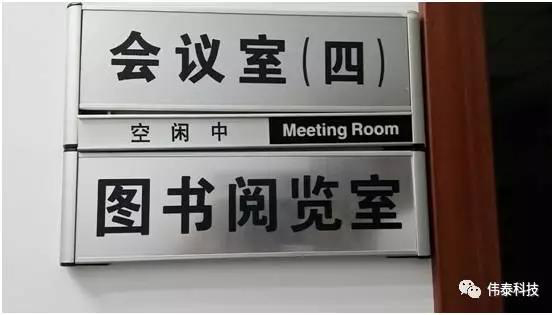 会议室(四)
空闲中 Meeting Room
图书阅览室
伟泰科技